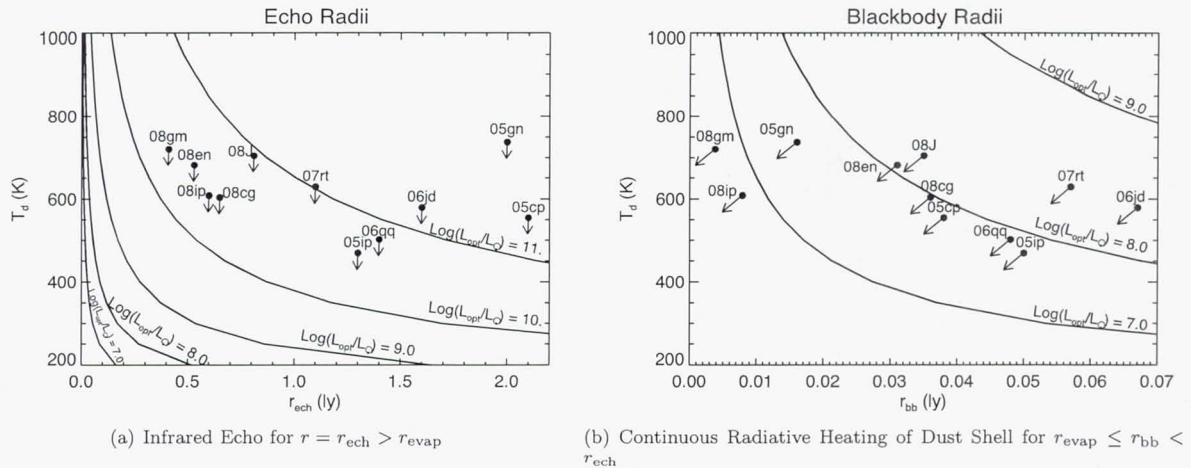 Echo Radii
1000
800
600
400
200
T_d (K)
08gm
08en
08J
05gn
08ip
08cg
07rt
06jd
05cp
06qq
05ip
Log(L_opt/L_☉) = 11.
Log(L_opt/L_☉) = 10.
Log(L_opt/L_☉) = 9.0
Log(L_opt/L_☉) = 8.0
Log(L_opt/L_☉) = 7.0
0.0 0.5 1.0 1.5 2.0
r_ech (ly)
(a) Infrared Echo for r = r_ech > r_evap
Blackbody Radii
1000
800
600
400
200
T_d (K)
Log(L_opt/L_☉) = 9.0
08gm
05gn
08J
08en
08ip
08cg
07rt
06jd
05cp
06qq
05ip
Log(L_opt/L_☉) = 8.0
Log(L_opt/L_☉) = 7.0
0.00 0.01 0.02 0.03 0.04 0.05 0.06 0.07
r_bb (ly)
(b) Continuous Radiative Heating of Dust Shell for r_evap ≤ r_bb <
r_ech